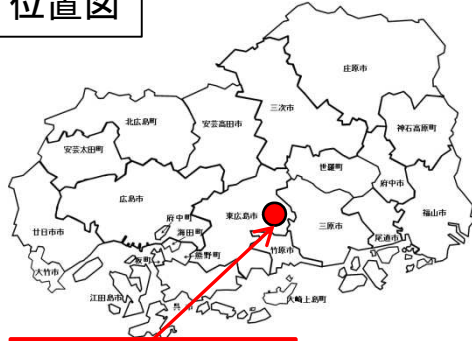 位置図
庄原市
三次市
北広島町
安芸高田市
神石高原町
安芸太田町
世羅町
府中市
広島市
福山市
府中町
東広島市
廿日市市
海田町
三原市
尾道市
熊野町
竹原市
坂町
大竹市
江田島市
呉市
大崎上島町